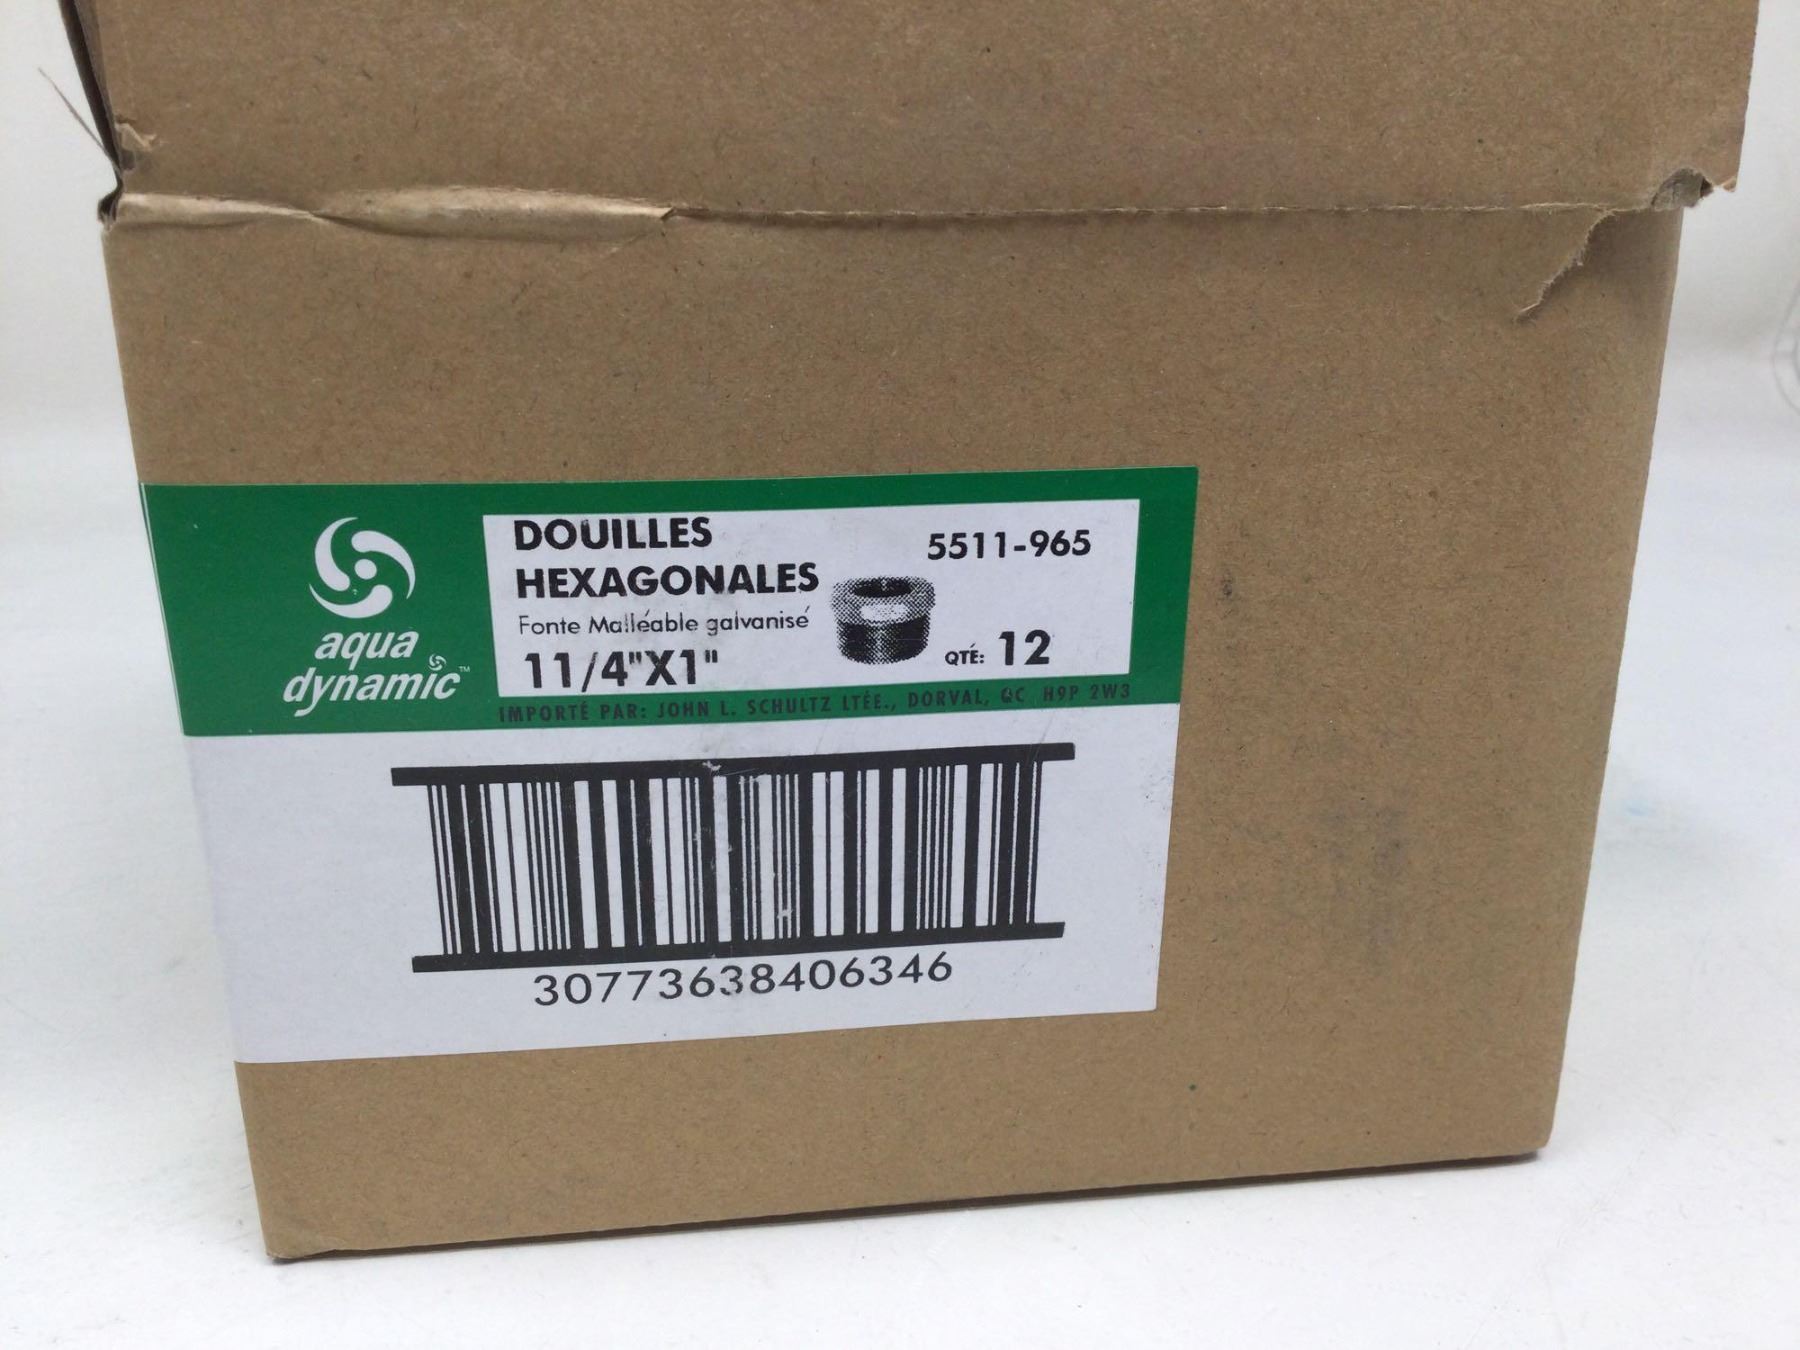 aqua
dynamic™
DOUILLES
HEXAGONALES
Fonte Malléable galvanisé
11/4"X1"
5511-965
QTÉ: 12
IMPORTÉ PAR: JOHN L. SCHULTZ LTÉE., DORVAL, QC H9P 2W3
30773638406346